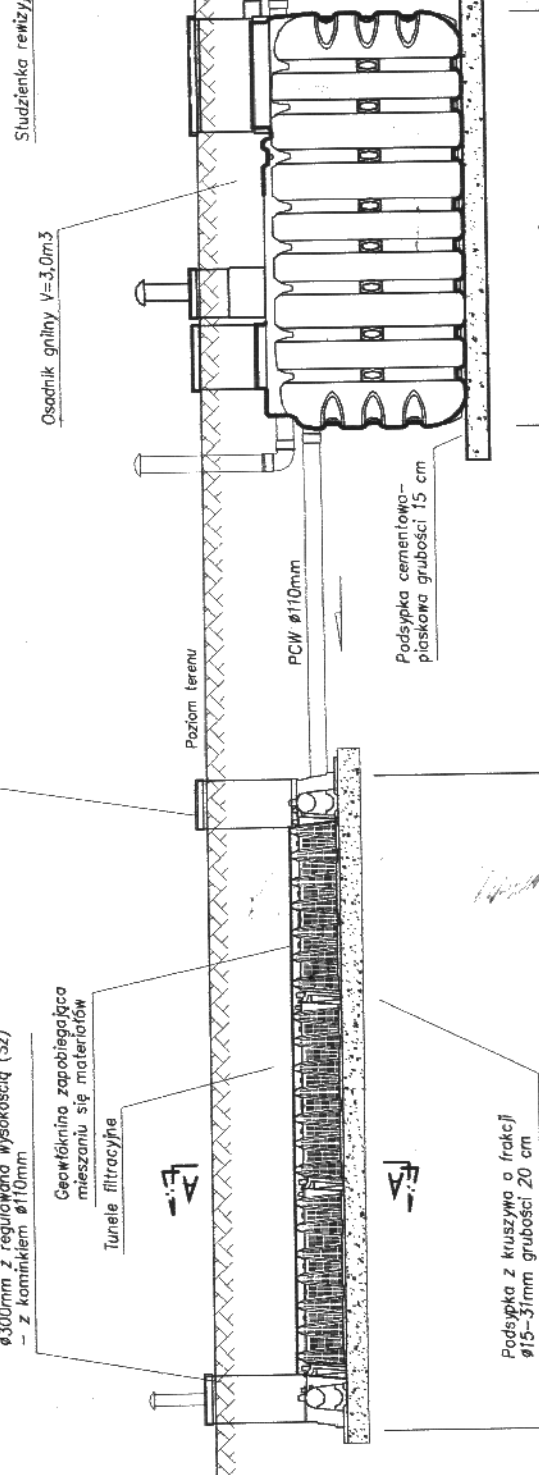 ø300mm z regulowaną wysokością (S2)
– z kominkiem ø110mm
Geowłóknina zapobiegająca
mieszaniu się materiałów
Tunele filtracyjne
Poziom terenu
Osadnik gnilny V=3,0m3
Studzienka rewizyj
PCW ø110mm
Podsypka cementowo–
piaskowa grubości 15 cm
Podsypka z kruszywa o frakcji
ø15–31mm grubości 20 cm
A
A